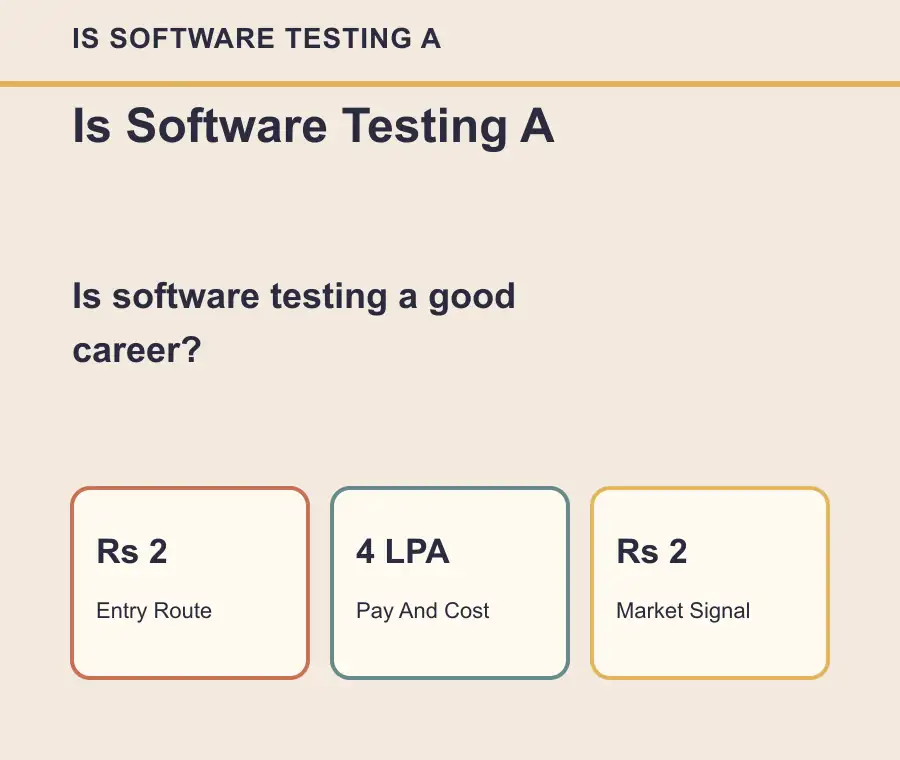 IS SOFTWARE TESTING A
Is Software Testing A
Is software testing a good
career?
Rs 2
Entry Route
4 LPA
Pay And Cost
Rs 2
Market Signal